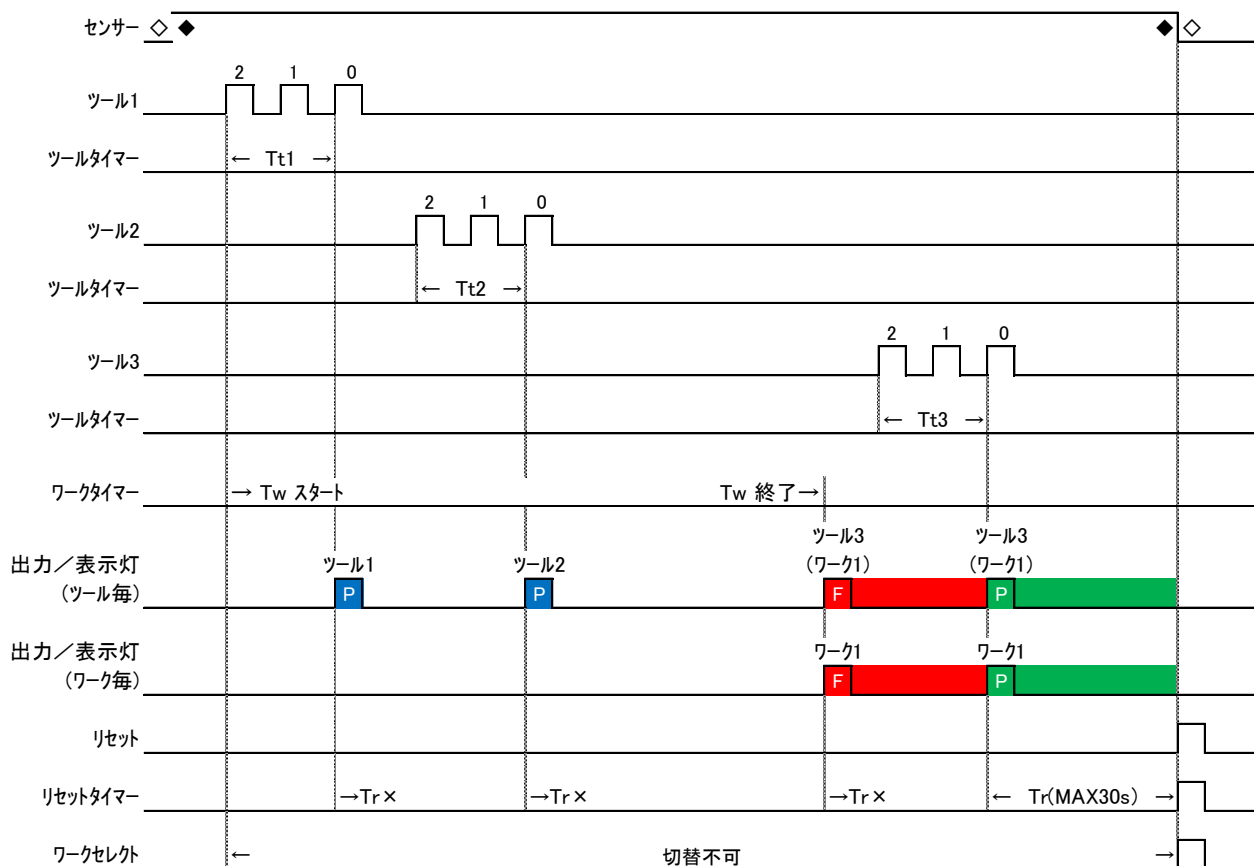 センサー ◇ ◆ ◆ ◇
2 1 0
ツール1
ツールタイマー ← Tt1 →
2 1 0
ツール2
ツールタイマー ← Tt2 →
2 1 0
ツール3
ツールタイマー ← Tt3 →
ワークタイマー → Tw スタート Tw 終了→
ツール3 ツール3
出力／表示灯 ツール1 ツール2 (ワーク1) (ワーク1)
(ツール毎) P P F P
出力／表示灯 ワーク1 ワーク1
(ワーク毎) F P
リセット
リセットタイマー →Tr× →Tr× →Tr× ← Tr(MAX30s) →
ワークセレクト ← 切替不可 →